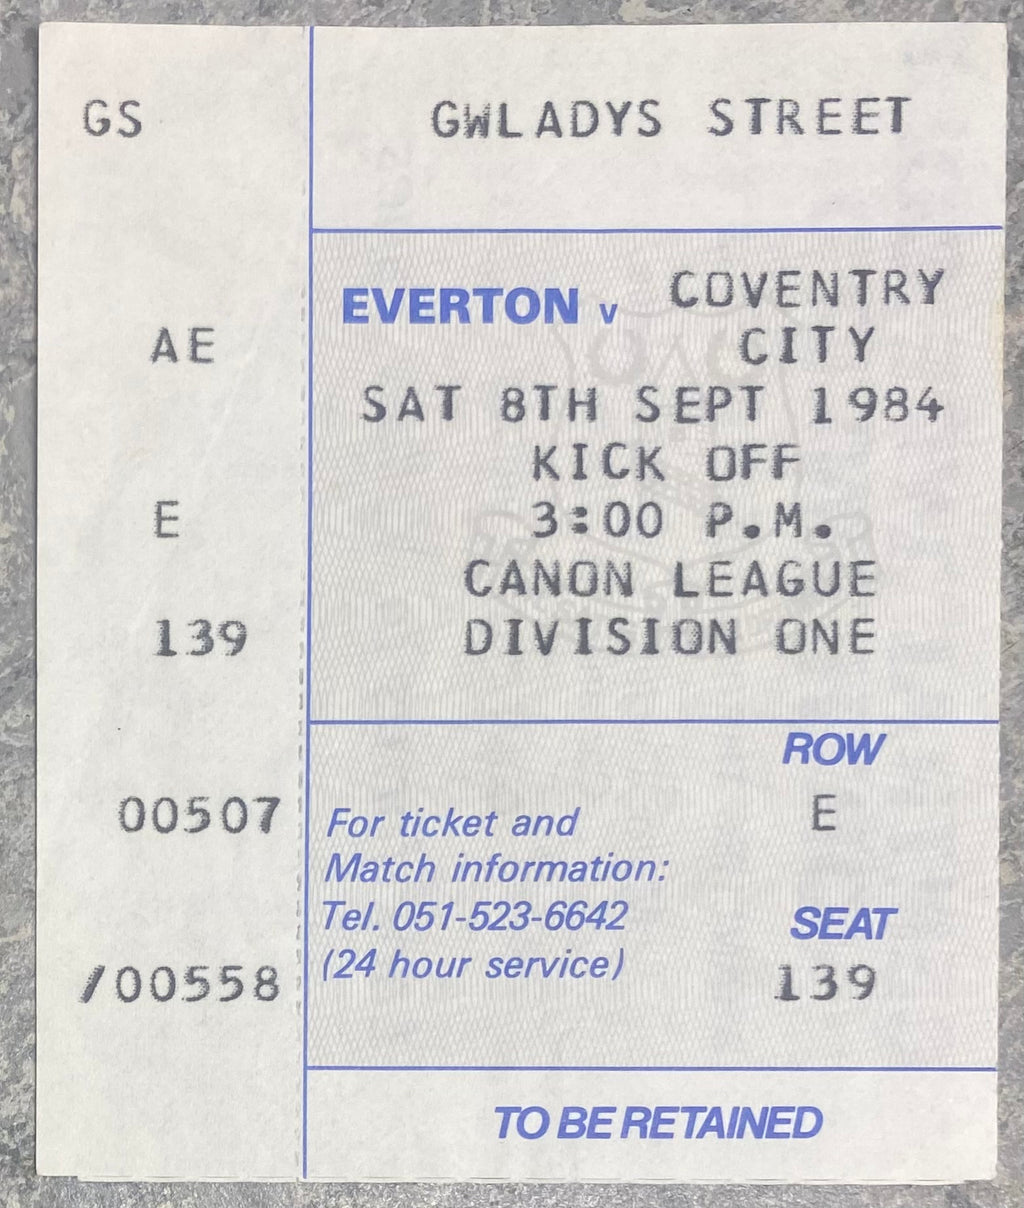 GS
AE
E
139
00507
/00558
GWLADYS STREET
EVERTON v COVENTRY
CITY
SAT 8TH SEPT 1984
KICK OFF
3:00 P.M.
CANON LEAGUE
DIVISION ONE
For ticket and
Match information:
Tel. 051-523-6642
(24 hour service)
ROW
E
SEAT
139
TO BE RETAINED